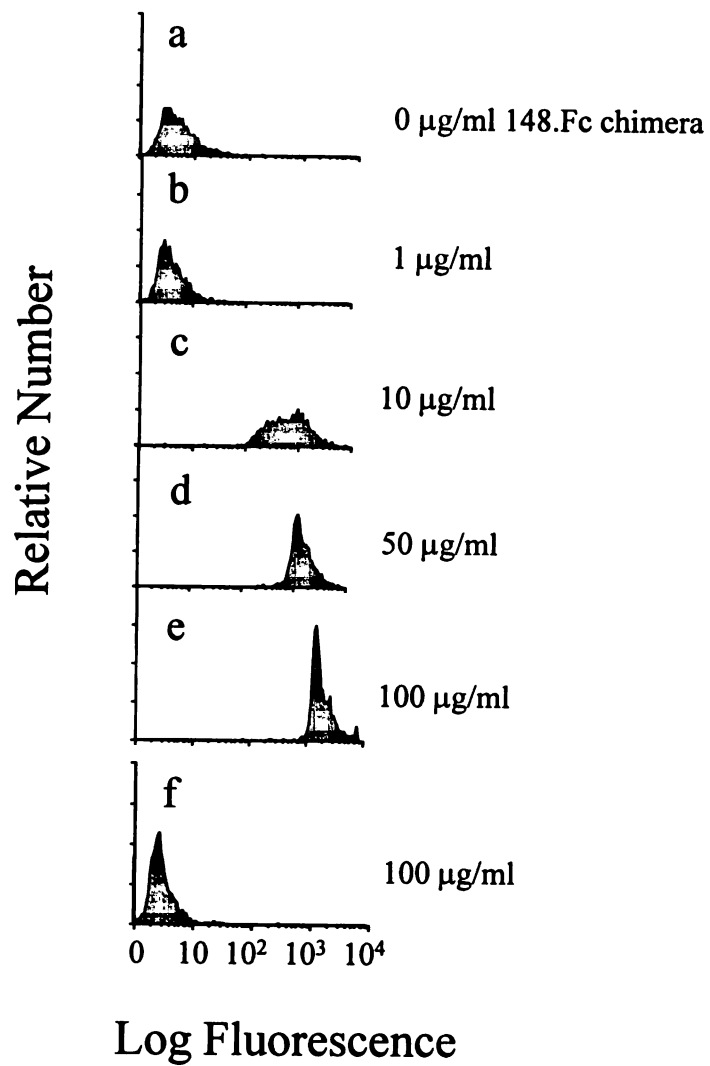 a
0 µg/ml 148.Fc chimera
b
1 µg/ml
c
10 µg/ml
d
50 µg/ml
e
100 µg/ml
f
100 µg/ml
0 10 10² 10³ 10⁴
Relative Number
Log Fluorescence